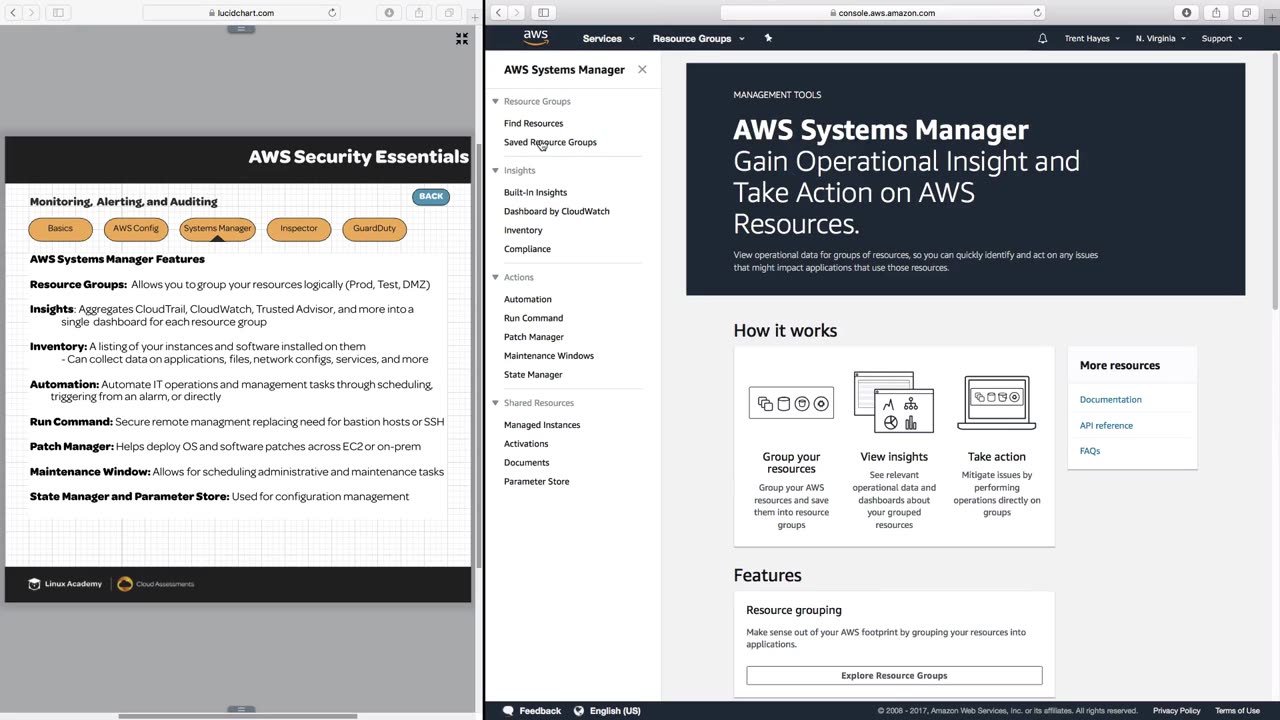 lucidchart.com
AWS Security Essentials
Monitoring, Alerting, and Auditing
BACK
Basics
AWS Config
Systems Manager
Inspector
GuardDuty
AWS Systems Manager Features
Resource Groups: Allows you to group your resources logically (Prod, Test, DMZ)
Insights: Aggregates CloudTrail, CloudWatch, Trusted Advisor, and more into a
single dashboard for each resource group
Inventory: A listing of your instances and software installed on them
- Can collect data on applications, files, network configs, services, and more
Automation: Automate IT operations and management tasks through scheduling,
triggering from an alarm, or directly
Run Command: Secure remote managment replacing need for bastion hosts or SSH
Patch Manager: Helps deploy OS and software patches across EC2 or on-prem
Maintenance Window: Allows for scheduling administrative and maintenance tasks
State Manager and Parameter Store: Used for configuration management
Linux Academy
Cloud Assessments
console.aws.amazon.com
aws
Services
Resource Groups
Trent Hayes
N. Virginia
Support
AWS Systems Manager
Resource Groups
Find Resources
Saved Resource Groups
Insights
Built-In Insights
Dashboard by CloudWatch
Inventory
Compliance
Actions
Automation
Run Command
Patch Manager
Maintenance Windows
State Manager
Shared Resources
Managed Instances
Activations
Documents
Parameter Store
MANAGEMENT TOOLS
AWS Systems Manager
Gain Operational Insight and
Take Action on AWS
Resources.
View operational data for groups of resources, so you can quickly identify and act on any issues
that might impact applications that use those resources.
How it works
Group your
resources
Group your AWS
resources and save
them into resource
groups
View insights
See relevant
operational data and
dashboards about
your grouped
resources
Take action
Mitigate issues by
performing
operations directly on
groups
More resources
Documentation
API reference
FAQs
Features
Resource grouping
Make sense out of your AWS footprint by grouping your resources into
applications.
Explore Resource Groups
Feedback
English (US)
© 2008 - 2017, Amazon Web Services, Inc. or its affiliates. All rights reserved.
Privacy Policy
Terms of Use